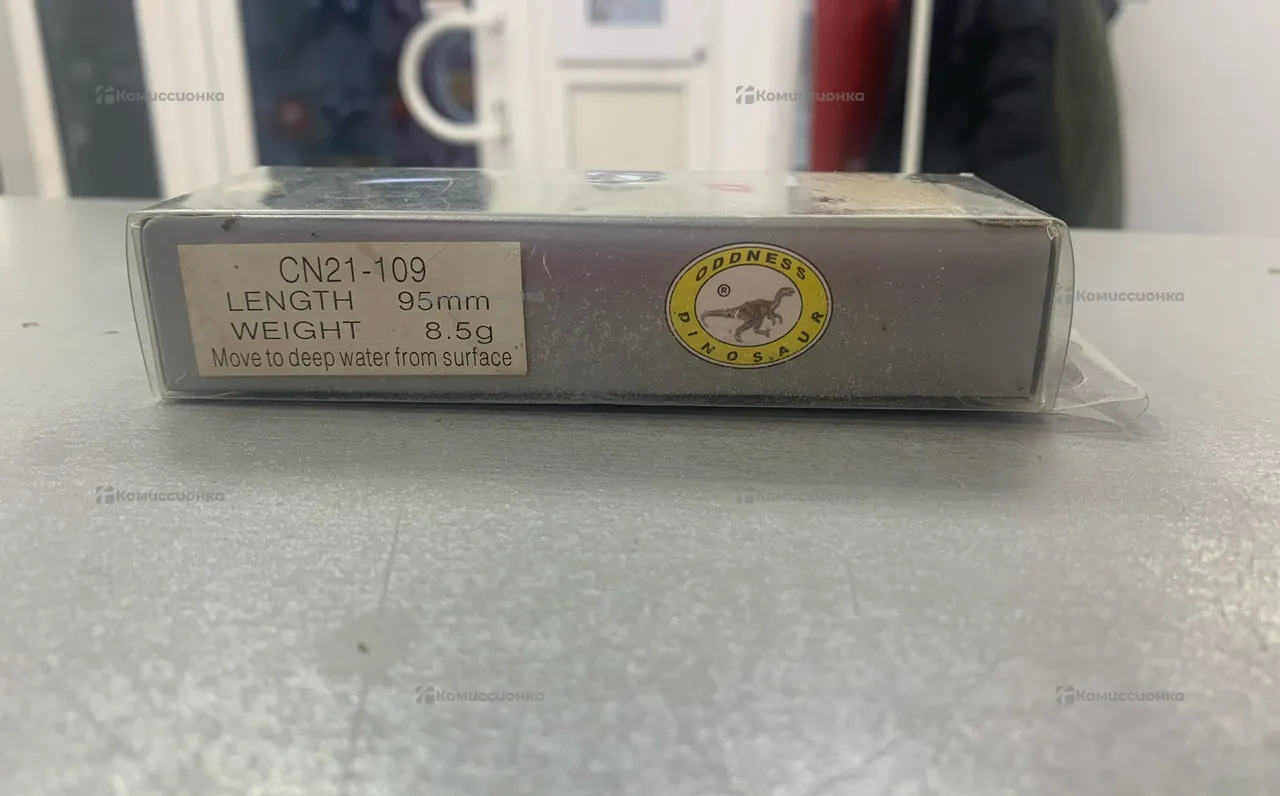 Комиссионка
Комиссионка
CN21-109
LENGTH 95mm
WEIGHT 8.5g
Move to deep water from surface
ODDNESS
®
DINOSAUR
Комиссионка
Комиссионка
Комиссионка
Комиссионка
Комиссионка